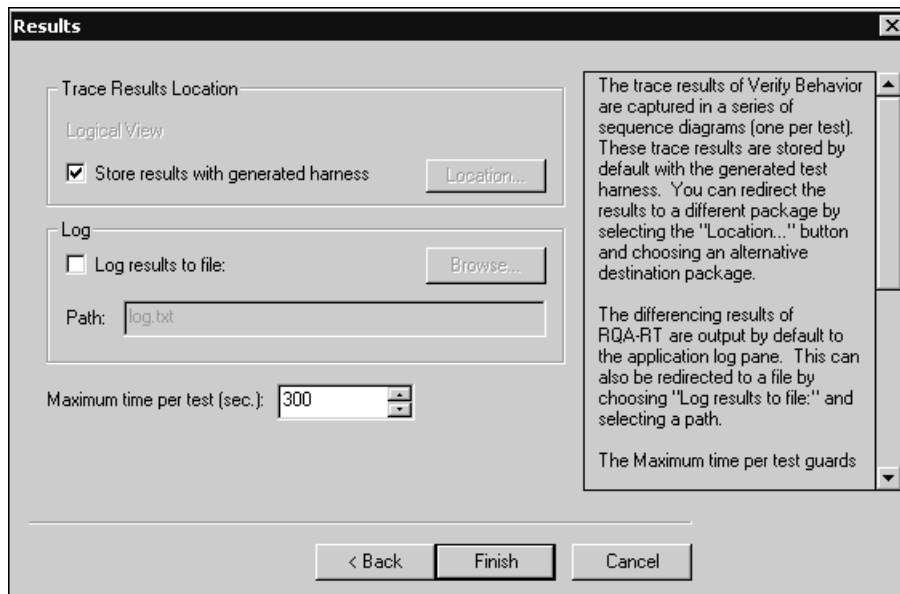 Results
Trace Results Location
Logical View
Store results with generated harness
Location...
Log
Log results to file:
Browse...
Path:
log.txt
Maximum time per test (sec.):
300
The trace results of Verify Behavior
are captured in a series of
sequence diagrams (one per test).
These trace results are stored by
default with the generated test
harness. You can redirect the
results to a different package by
selecting the "Location..." button
and choosing an alternative
destination package.
The differencing results of
RQA-RT are output by default to
the application log pane. This can
also be redirected to a file by
choosing "Log results to file:" and
selecting a path.
The Maximum time per test guards
< Back
Finish
Cancel